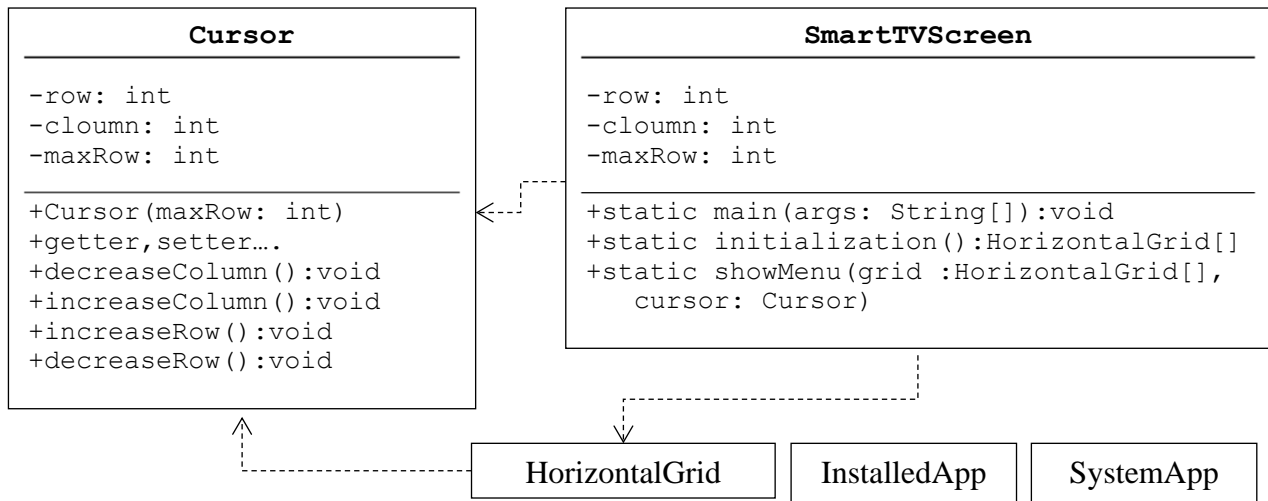 Cursor
-row: int
-cloumn: int
-maxRow: int
+Cursor(maxRow: int)
+getter,setter….
+decreaseColumn():void
+increaseColumn():void
+increaseRow():void
+decreaseRow():void
SmartTVScreen
-row: int
-cloumn: int
-maxRow: int
+static main(args: String[]):void
+static initialization():HorizontalGrid[]
+static showMenu(grid :HorizontalGrid[],
cursor: Cursor)
HorizontalGrid
InstalledApp
SystemApp